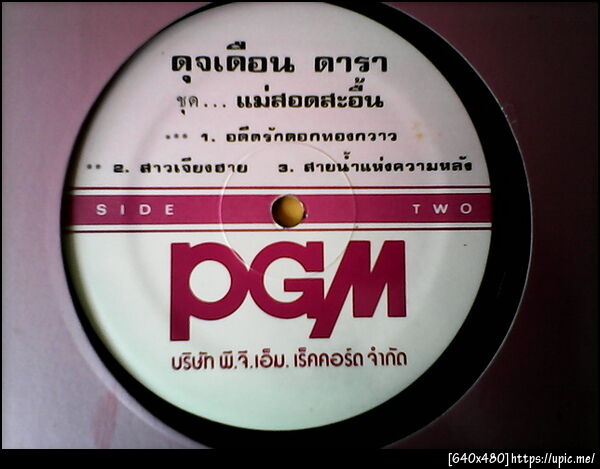 ดุจเดือน ดารา
ชุด... แม่สอดสะอื้น
*** 1. อดีตรักดอกทองกวาว
** 2. สาวเจียงฮาย 3. สายน้ำแห่งความหลัง
SIDE TWO
PGM
บริษัท พี.จี.เอ็ม. เร็คคอร์ด จำกัด
[640x480]https://upic.me/